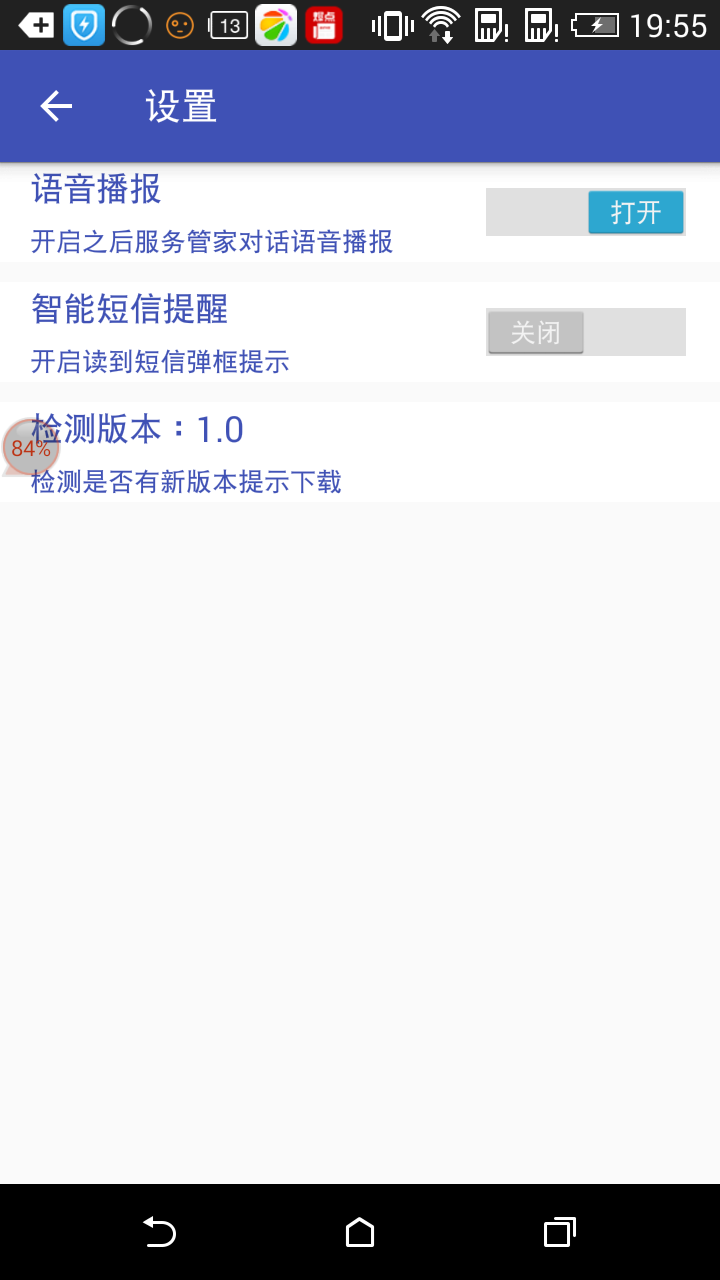 13
想点
19:55
设置
语音播报
打开
开启之后服务管家对话语音播报
智能短信提醒
关闭
开启读到短信弹框提示
检测版本：1.0
84%
检测是否有新版本提示下载